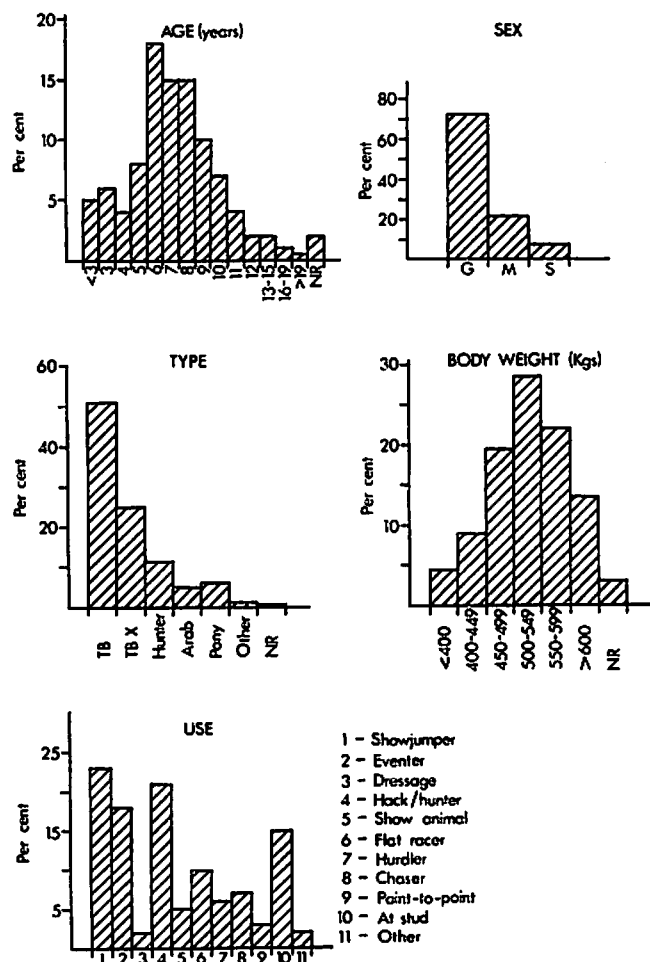 AGE (years)
20
15
10
5
Per cent
<3
3
4
5
6
7
8
9
10
11
12
13-15
16-19
>19
NR
SEX
80
60
40
20
Per cent
G M S
TYPE
60
40
20
Per cent
TB
TB X
Hunter
Arab
Pony
Other
NR
BODY WEIGHT (Kgs)
30
20
10
Per cent
<400
400-449
450-499
500-549
550-599
>600
NR
USE
25
15
5
Per cent
1 2 3 4 5 6 7 8 9 10 11
1 - Showjumper
2 - Eventer
3 - Dressage
4 - Hack/hunter
5 - Show animal
6 - Flat racer
7 - Hurdler
8 - Chaser
9 - Point-to-point
10 - At stud
11 - Other